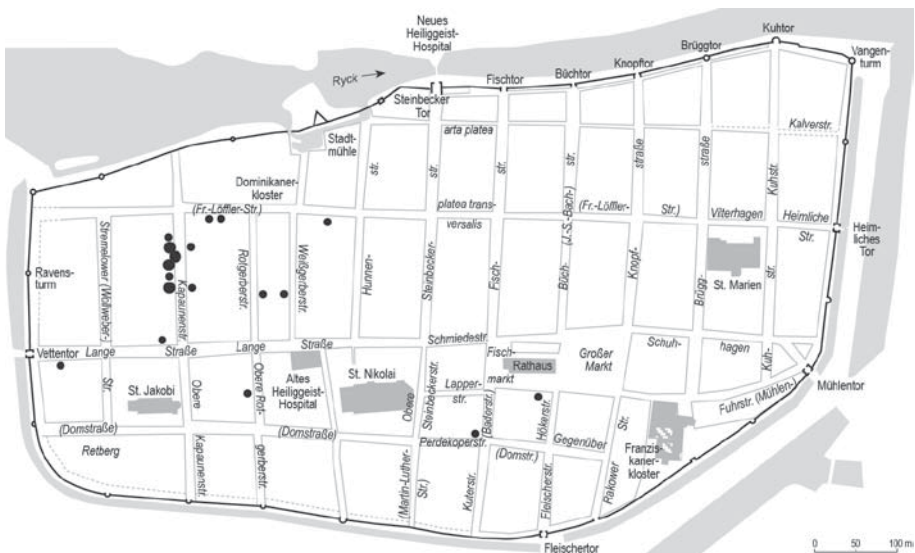 Neues
Heiliggeist-
Hospital
Kuhtor
Brüggtor
Vangen-
turm
Ryck
Fischtor
Büchtor
Knopftor
Steinbecker
Tor
arta platea
Kalverstr.
Stadt-
mühle
str.
str.
str.
str.
straße
straße
Kuhstr.
Dominikaner-
kloster
(Fr.-Löffler-Str.)
platea trans-
versalis
(J.-S.-Bach-)
(Fr.-Löffler-
Str.)
Vilterhagen
Heimliche
Str.
Heim-
liches
Tor
Stremelower (Wollweber-
Kapaunenstr.
Rotgerberstr.
Weißgerberstr.
Hunnen-
Steinbecker-
Fisch-
Büch-
Knopf-
Brügg-
str.
St. Marien
Ravens-
turm
Vettentor
Lange
Straße
Lange
Straße
Schmiedestr.
Fisch-
markt
Rathaus
Großer
Markt
Schuh-
hagen
Kuh-
Mühlentor
Str.
St. Jakobi
Obere
Kapaunenstr.
Obere Rot-
gerberstr.
Altes
Heiliggeist-
Hospital
St. Nikolai
Obere
Steinbeckerstr.
Lapper-
str.
(Baderstr.)
Hökerstr.
Fuhrstr. (Mühlen-
Str.
(Domstraße)
(Domstraße)
Perdekoperstr.
(Domstr.)
Gegenüber
Franzis-
kaner-
kloster
Retberg
(Martin-Luther-
Str.)
Kuterstr.
Fleischerstr.
Rakower
Fleischertor
0 50 100 m